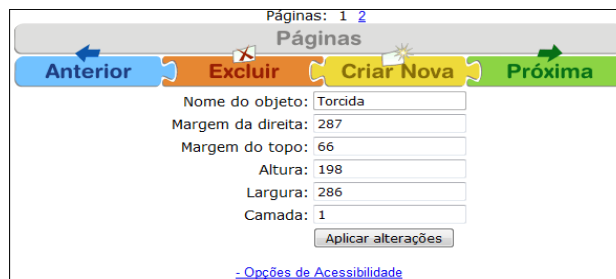 Páginas: 1 2
Páginas
Anterior Excluir Criar Nova Próxima
Nome do objeto: Torcida
Margem da direita: 287
Margem do topo: 66
Altura: 198
Largura: 286
Camada: 1
Aplicar alterações
- Opções de Acessibilidade